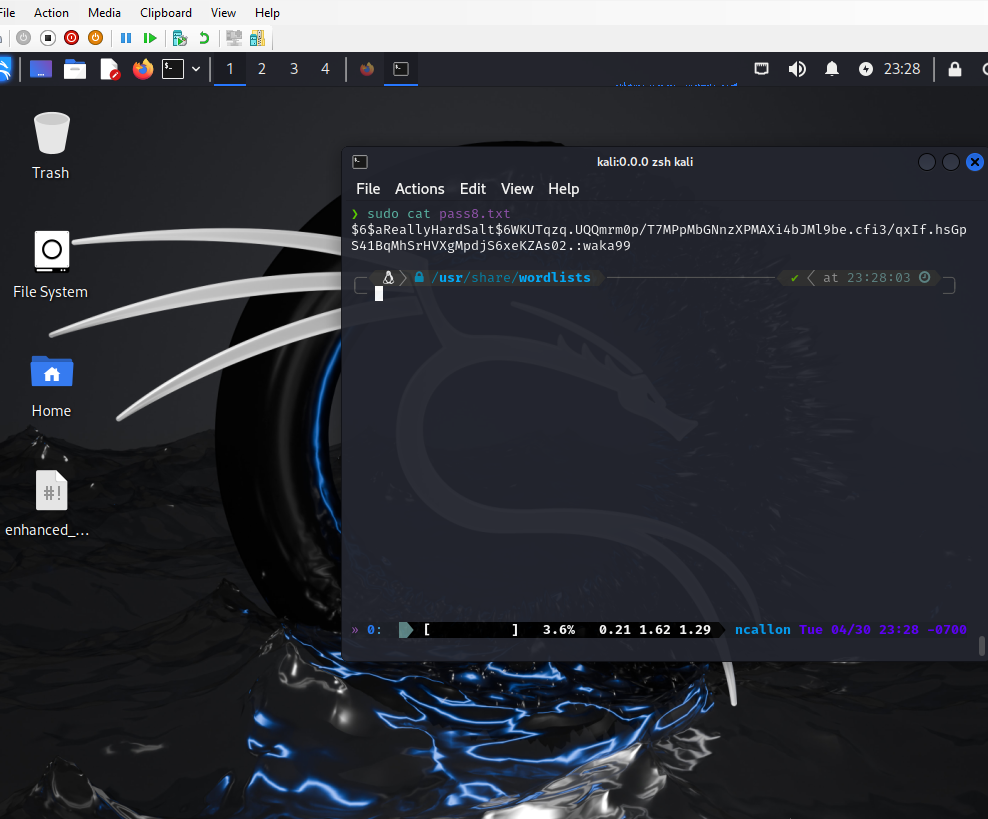 File Action Media Clipboard View Help
1 2 3 4 23:28
Trash
kali:0.0.0 zsh kali
File Actions Edit View Help
❯ sudo cat pass8.txt
$6$aReallyHardSalt$6WKUTqzq.UQQmrm0p/T7MPpMbGNnzXPMAXi4bJMl9be.cfi3/qxIf.hsGp
S41BqMhSrHVXgMpdjS6xeKZAs02.:waka99
/usr/share/wordlists ✔ at 23:28:03
File System
Home
#!
enhanced_...
» 0: [ ] 3.6% 0.21 1.62 1.29 ncallon Tue 04/30 23:28 -0700